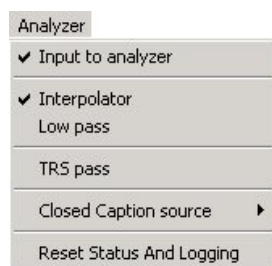 Analyzer
Input to analyzer
Interpolator
Low pass
TRS pass
Closed Caption source
Reset Status And Logging